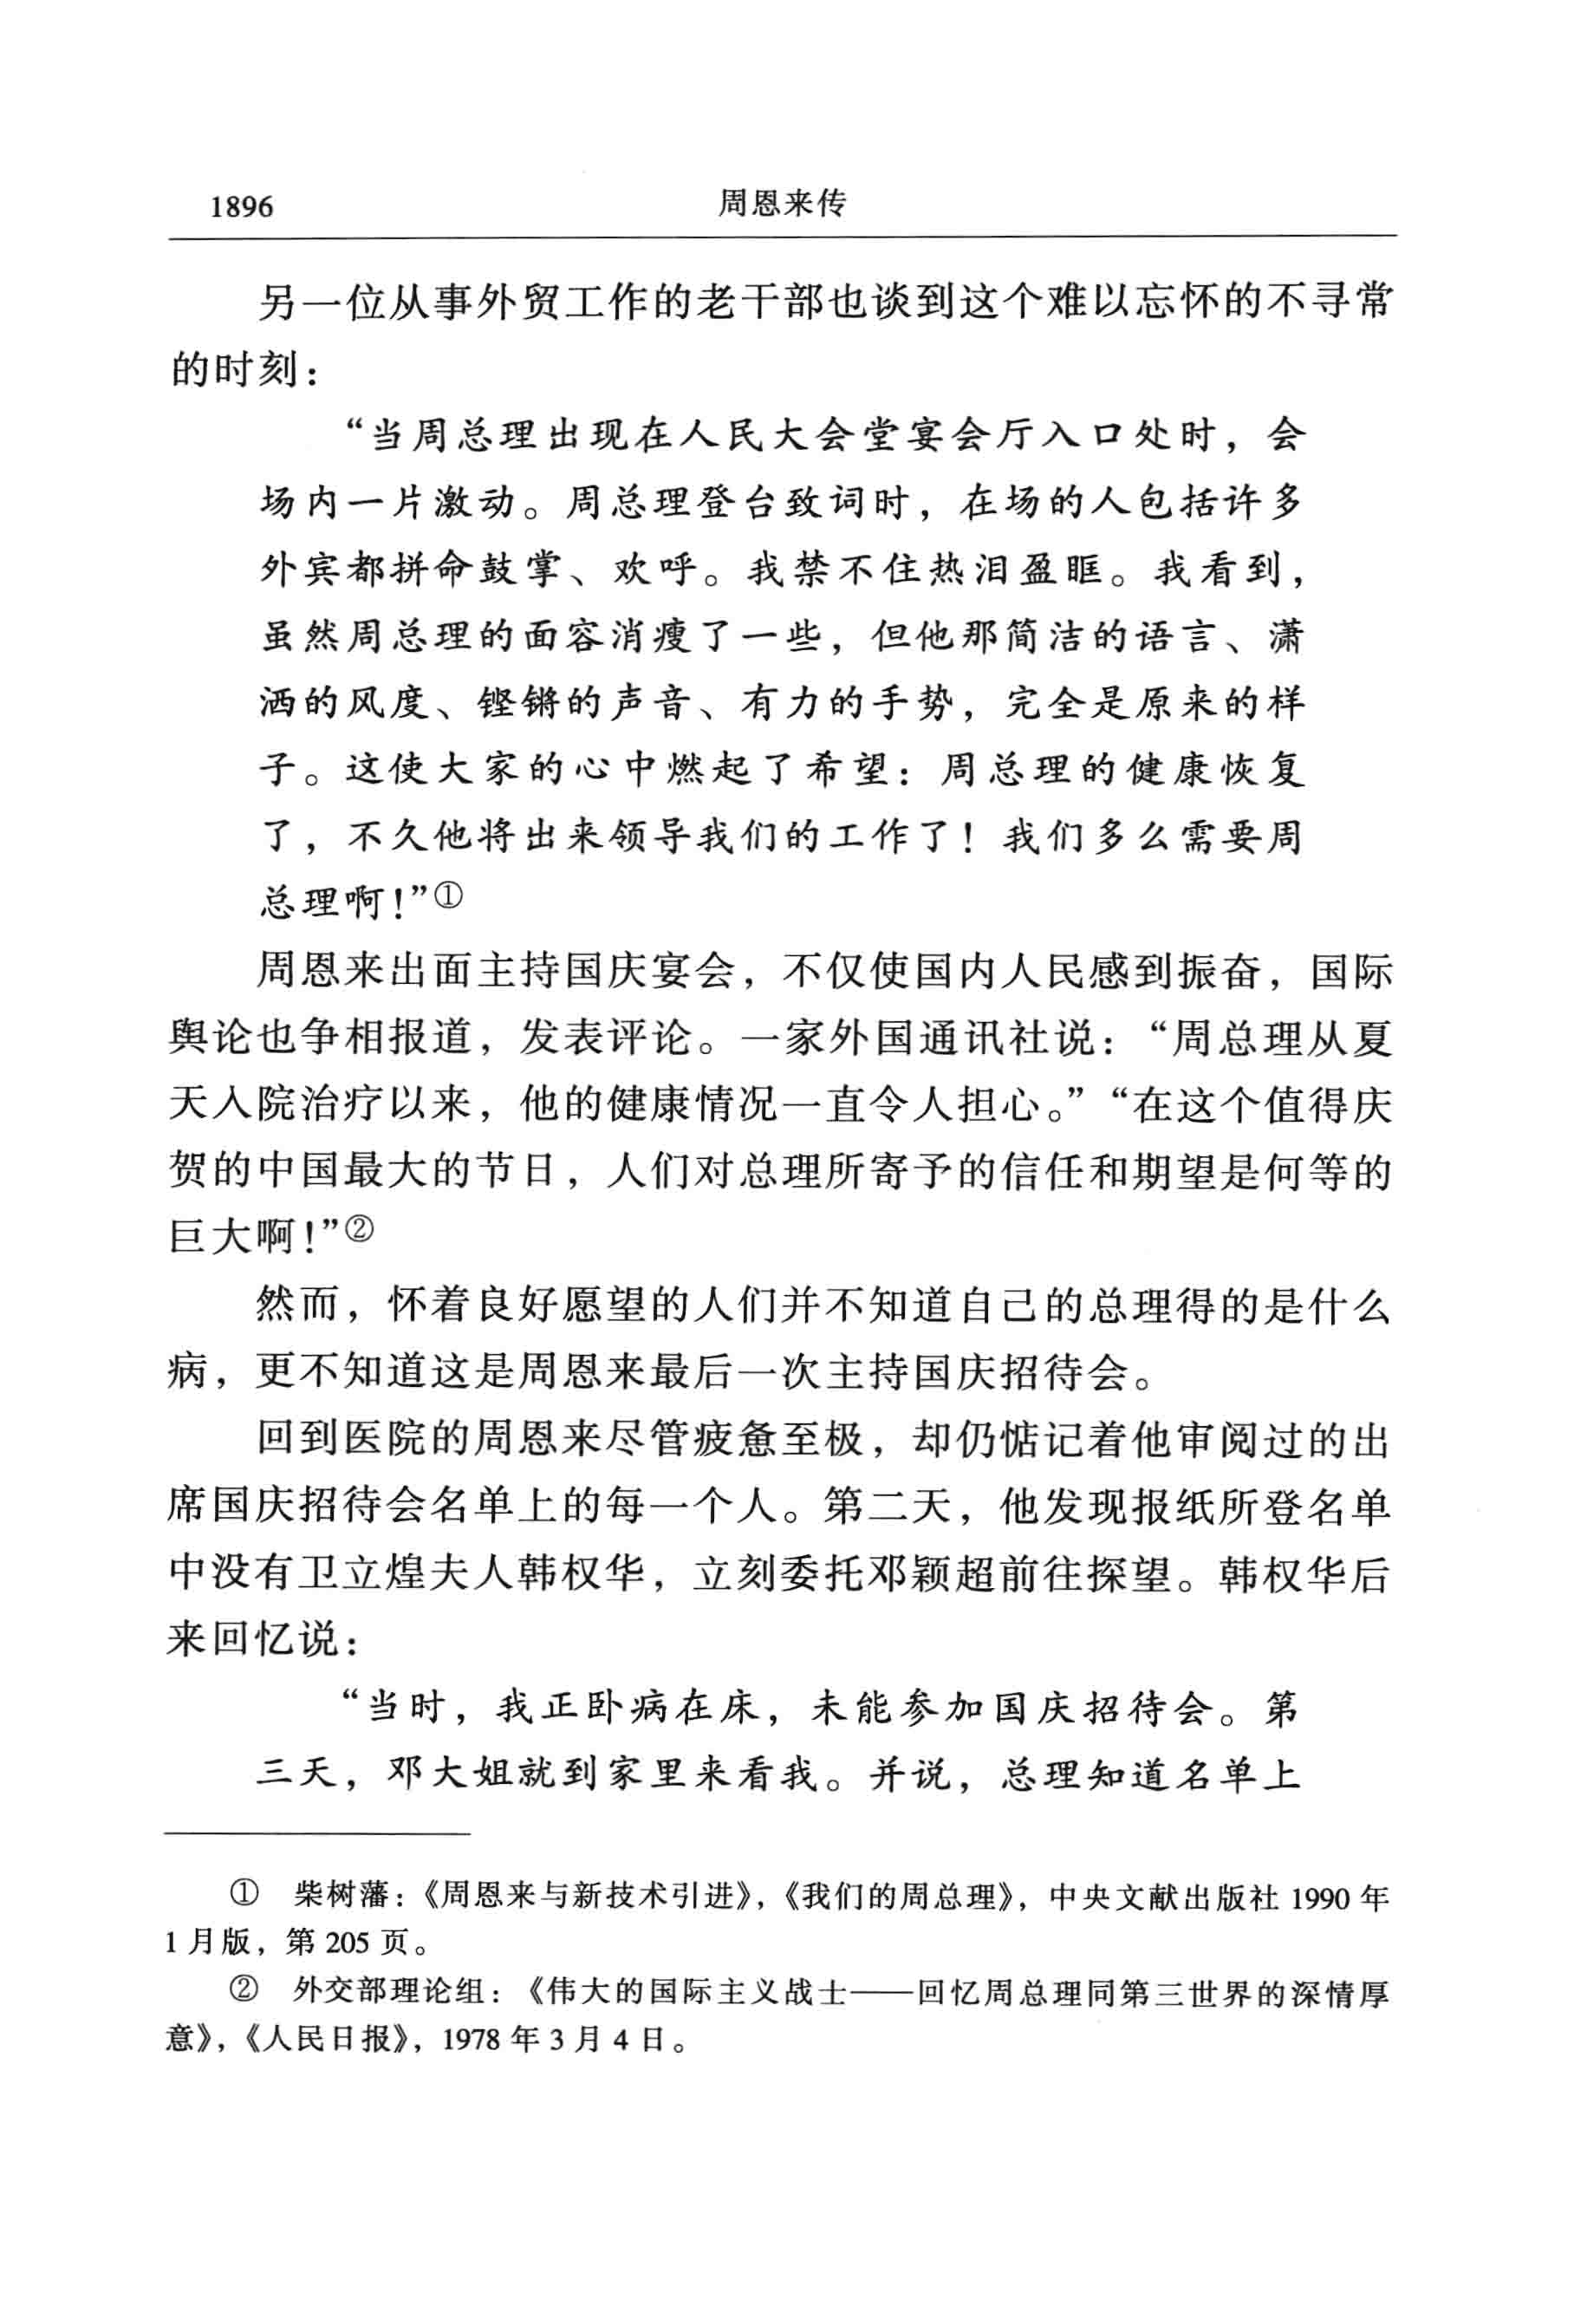 1896 周恩来传
另一位从事外贸工作的老干部也谈到这个难以忘怀的不寻常
的时刻：
“当周总理出现在人民大会堂宴会厅入口处时，会
场内一片激动。周总理登台致词时，在场的人包括许多
外宾都拼命鼓掌、欢呼。我禁不住热泪盈眶。我看到，
虽然周总理的面容消瘦了一些，但他那简洁的语言、潇
洒的风度、铿锵的声音、有力的手势，完全是原来的样
子。这使大家的心中燃起了希望：周总理的健康恢复
了，不久他将出来领导我们的工作了！我们多么需要周
总理啊！”①
周恩来出面主持国庆宴会，不仅使国内人民感到振奋，国际
舆论也争相报道，发表评论。一家外国通讯社说：“周总理从夏
天入院治疗以来，他的健康情况一直令人担心。”“在这个值得庆
贺的中国最大的节日，人们对总理所寄予的信任和期望是何等的
巨大啊！”②
然而，怀着良好愿望的人们并不知道自己的总理得的是什么
病，更不知道这是周恩来最后一次主持国庆招待会。
回到医院的周恩来尽管疲惫至极，却仍惦记着他审阅过的出
席国庆招待会名单上的每一个人。第二天，他发现报纸所登名单
中没有卫立煌夫人韩权华，立刻委托邓颖超前往探望。韩权华后
来回忆说：
“当时，我正卧病在床，未能参加国庆招待会。第
三天，邓大姐就到家里来看我。并说，总理知道名单上
① 柴树藩：《周恩来与新技术引进》，《我们的周总理》，中央文献出版社 1990 年
1 月版，第 205 页。
② 外交部理论组：《伟大的国际主义战士——回忆周总理同第三世界的深情厚
意》，《人民日报》，1978 年 3 月 4 日。